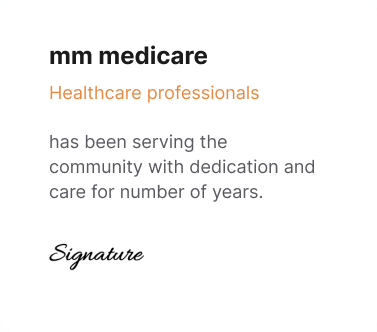 mm medicare
Healthcare professionals
has been serving the
community with dedication and
care for number of years.
Signature